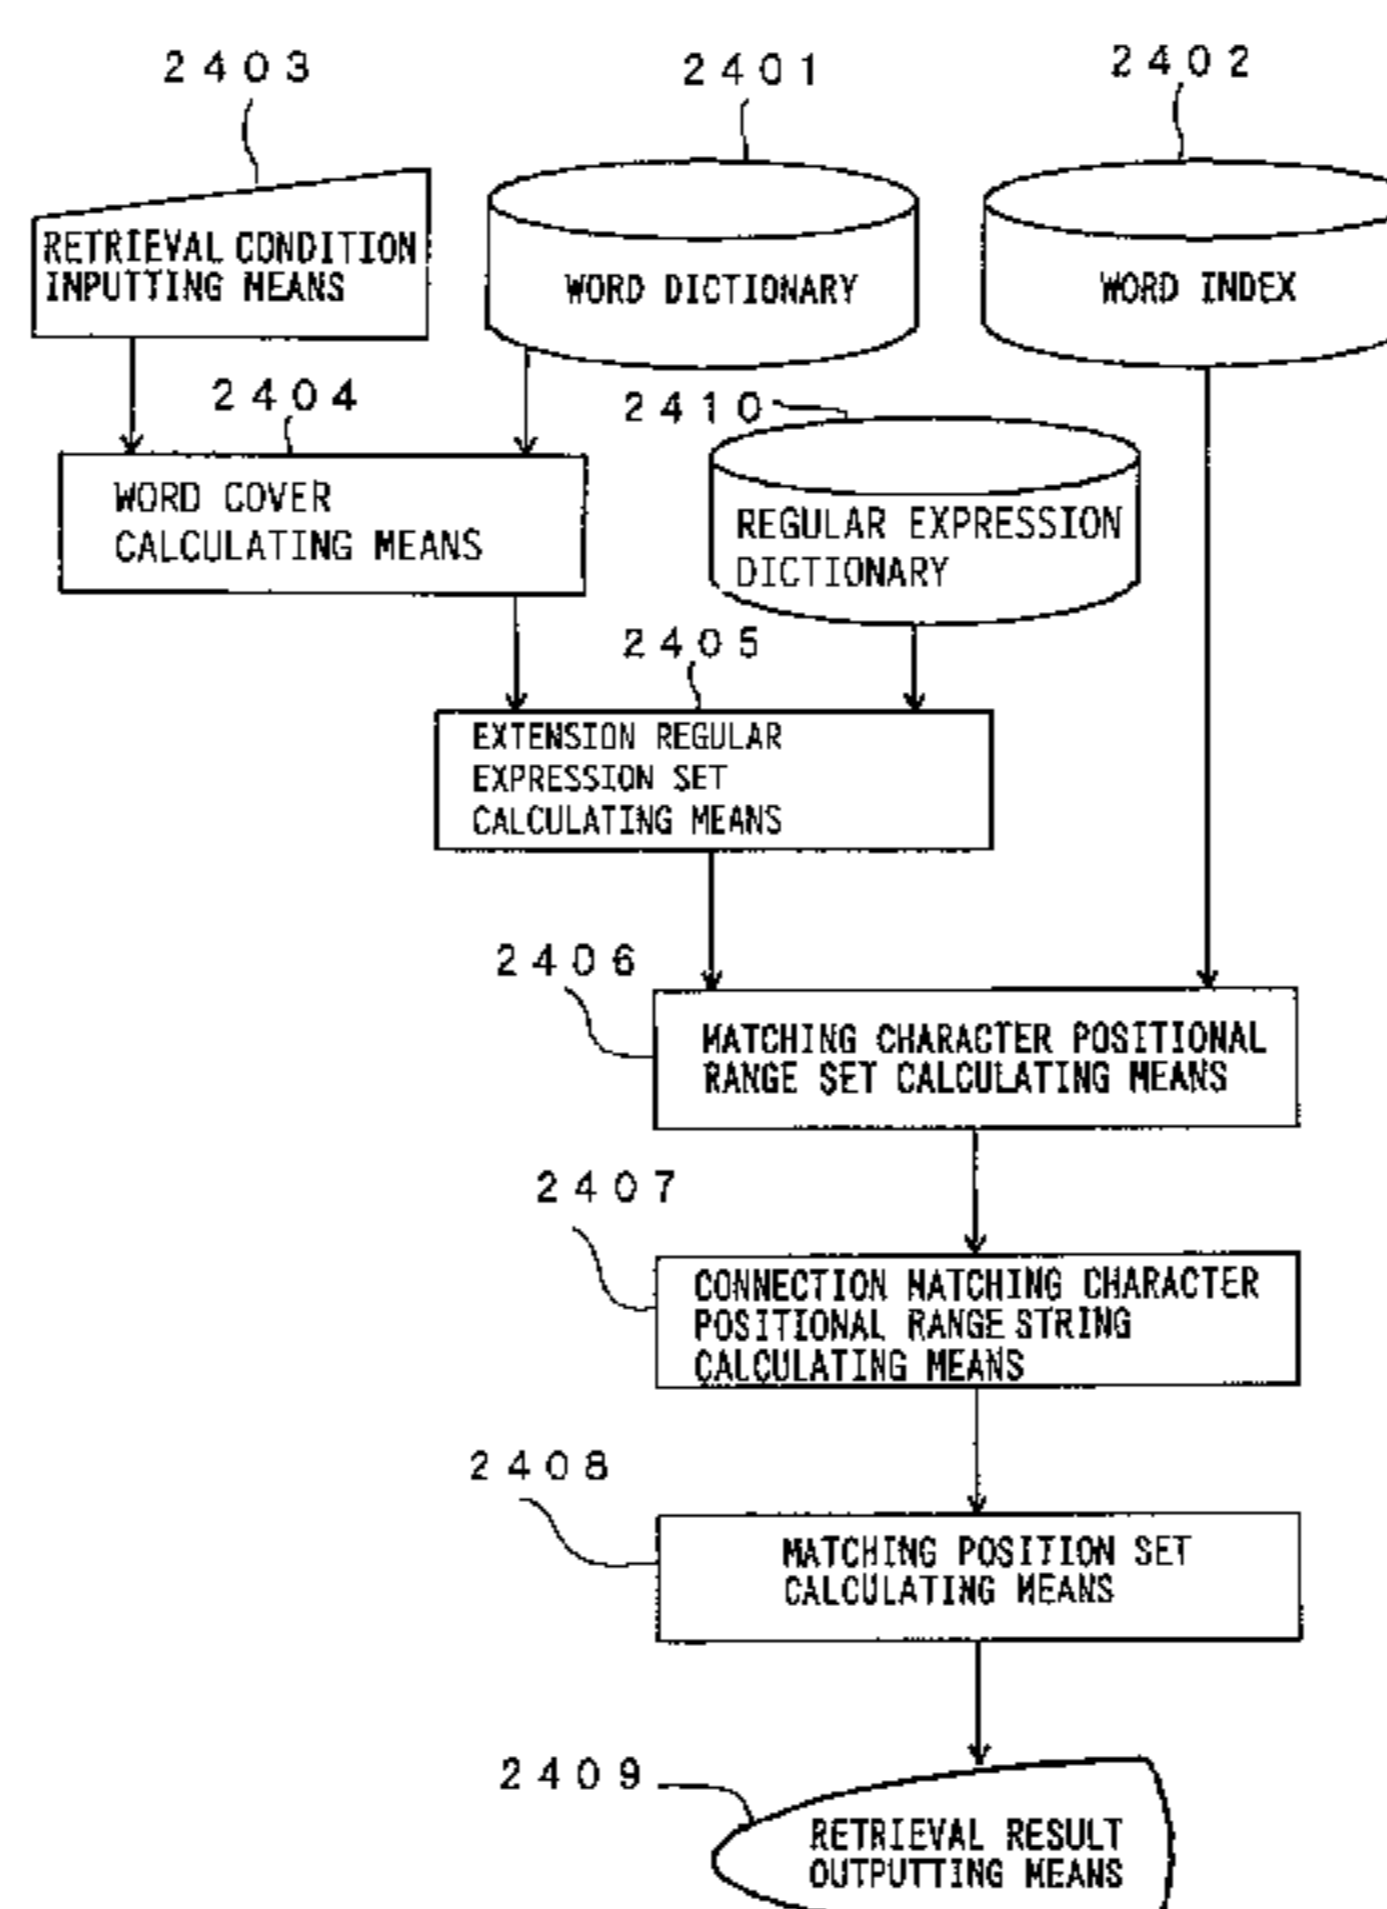 2403
2401
2402
RETRIEVAL CONDITION
INPUTTING MEANS
WORD DICTIONARY
WORD INDEX
2404
2410
WORD COVER
CALCULATING MEANS
REGULAR EXPRESSION
DICTIONARY
2405
EXTENSION REGULAR
EXPRESSION SET
CALCULATING MEANS
2406
MATCHING CHARACTER POSITIONAL
RANGE SET CALCULATING MEANS
2407
CONNECTION MATCHING CHARACTER
POSITIONAL RANGE STRING
CALCULATING MEANS
2408
MATCHING POSITION SET
CALCULATING MEANS
2409
RETRIEVAL RESULT
OUTPUTTING MEANS